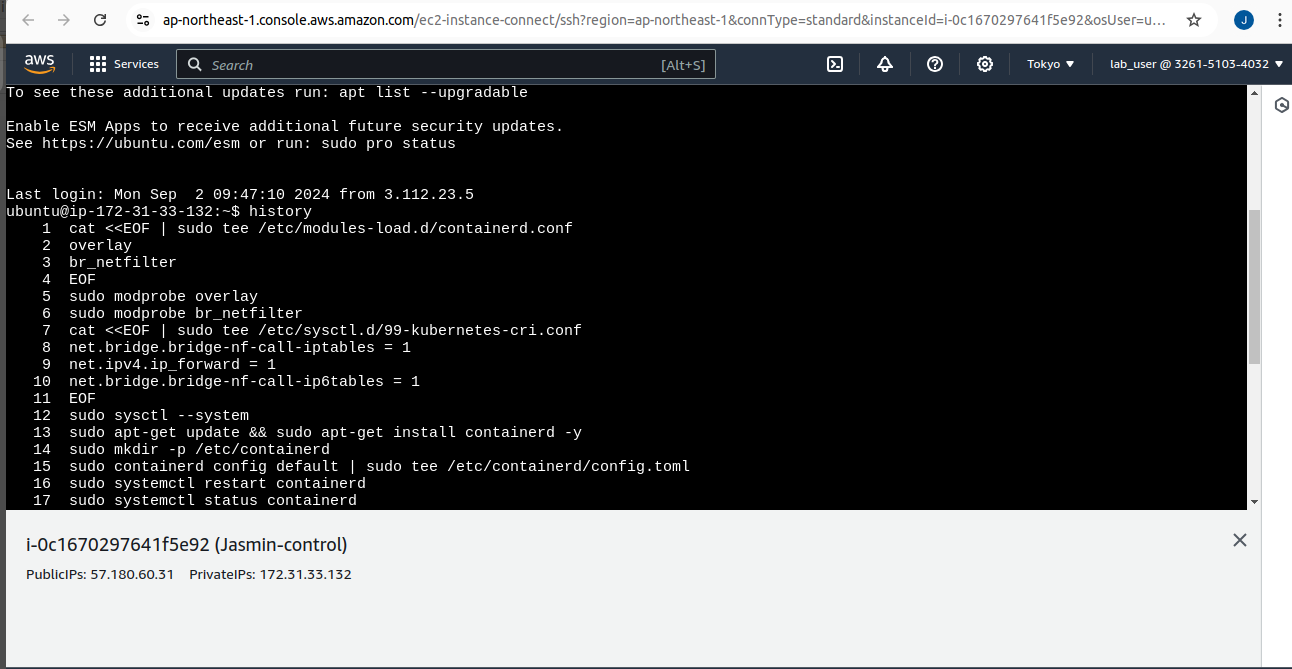 ap-northeast-1.console.aws.amazon.com/ec2-instance-connect/ssh?region=ap-northeast-1&connType=standard&instanceId=i-0c1670297641f5e92&osUser=u...
J
aws
Services
Search
[Alt+S]
Tokyo
lab_user @ 3261-5103-4032
To see these additional updates run: apt list --upgradable
Enable ESM Apps to receive additional future security updates.
See https://ubuntu.com/esm or run: sudo pro status
Last login: Mon Sep  2 09:47:10 2024 from 3.112.23.5
ubuntu@ip-172-31-33-132:~$ history
1  cat <<EOF | sudo tee /etc/modules-load.d/containerd.conf
2  overlay
3  br_netfilter
4  EOF
5  sudo modprobe overlay
6  sudo modprobe br_netfilter
7  cat <<EOF | sudo tee /etc/sysctl.d/99-kubernetes-cri.conf
8  net.bridge.bridge-nf-call-iptables = 1
9  net.ipv4.ip_forward = 1
10  net.bridge.bridge-nf-call-ip6tables = 1
11  EOF
12  sudo sysctl --system
13  sudo apt-get update && sudo apt-get install containerd -y
14  sudo mkdir -p /etc/containerd
15  sudo containerd config default | sudo tee /etc/containerd/config.toml
16  sudo systemctl restart containerd
17  sudo systemctl status containerd
i-0c1670297641f5e92 (Jasmin-control)
PublicIPs: 57.180.60.31 PrivateIPs: 172.31.33.132